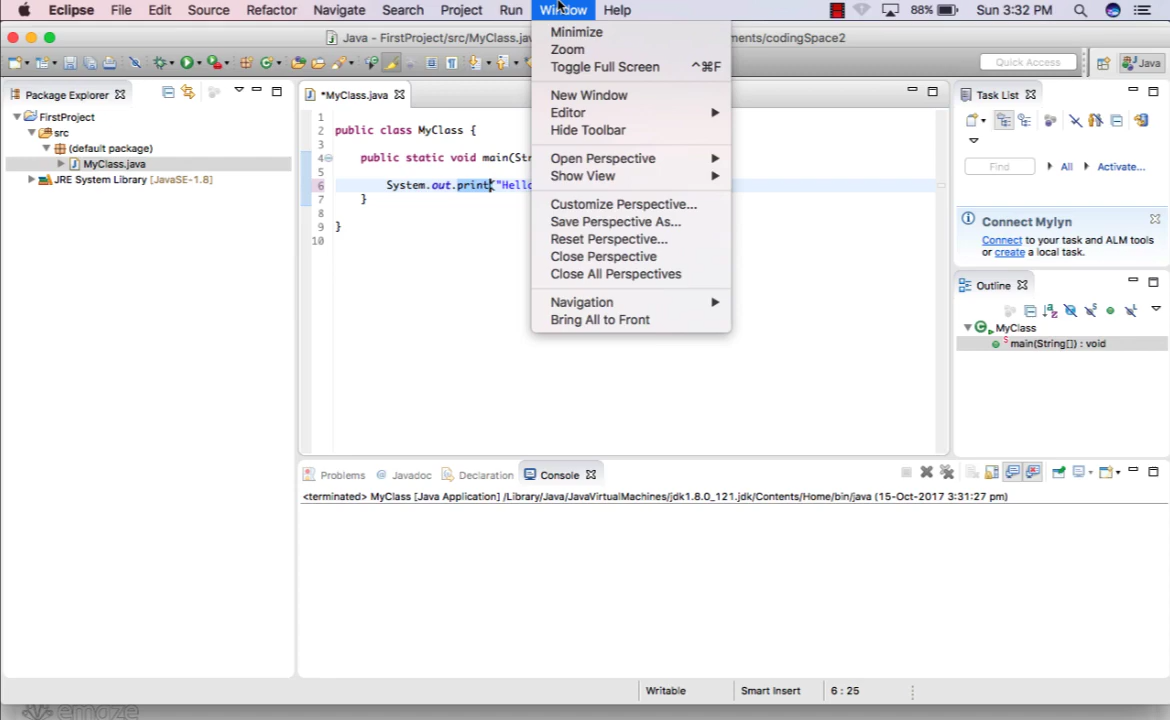 Eclipse File Edit Source Refactor Navigate Search Project Run Window Help 88% Sun 3:32 PM
Java - FirstProject/src/MyClass.jav
ments/codingSpace2
Quick Access
Java
Package Explorer
FirstProject
src
(default package)
MyClass.java
JRE System Library [JavaSE-1.8]
*MyClass.java
1
2 public class MyClass {
3
4 public static void main(Str
5
6 System.out.print("Hello
7 }
8
9 }
10
Minimize
Zoom
Toggle Full Screen ^⌘F
New Window
Editor
Hide Toolbar
Open Perspective
Show View
Customize Perspective...
Save Perspective As...
Reset Perspective...
Close Perspective
Close All Perspectives
Navigation
Bring All to Front
Task List
Find All Activate...
Connect Mylyn
Connect to your task and ALM tools
or create a local task.
Outline
MyClass
main(String[]) : void
Problems @ Javadoc Declaration Console
<terminated> MyClass [Java Application] /Library/Java/JavaVirtualMachines/jdk1.8.0_121.jdk/Contents/Home/bin/java (15-Oct-2017 3:31:27 pm)
Writable Smart Insert 6 : 25
emaze